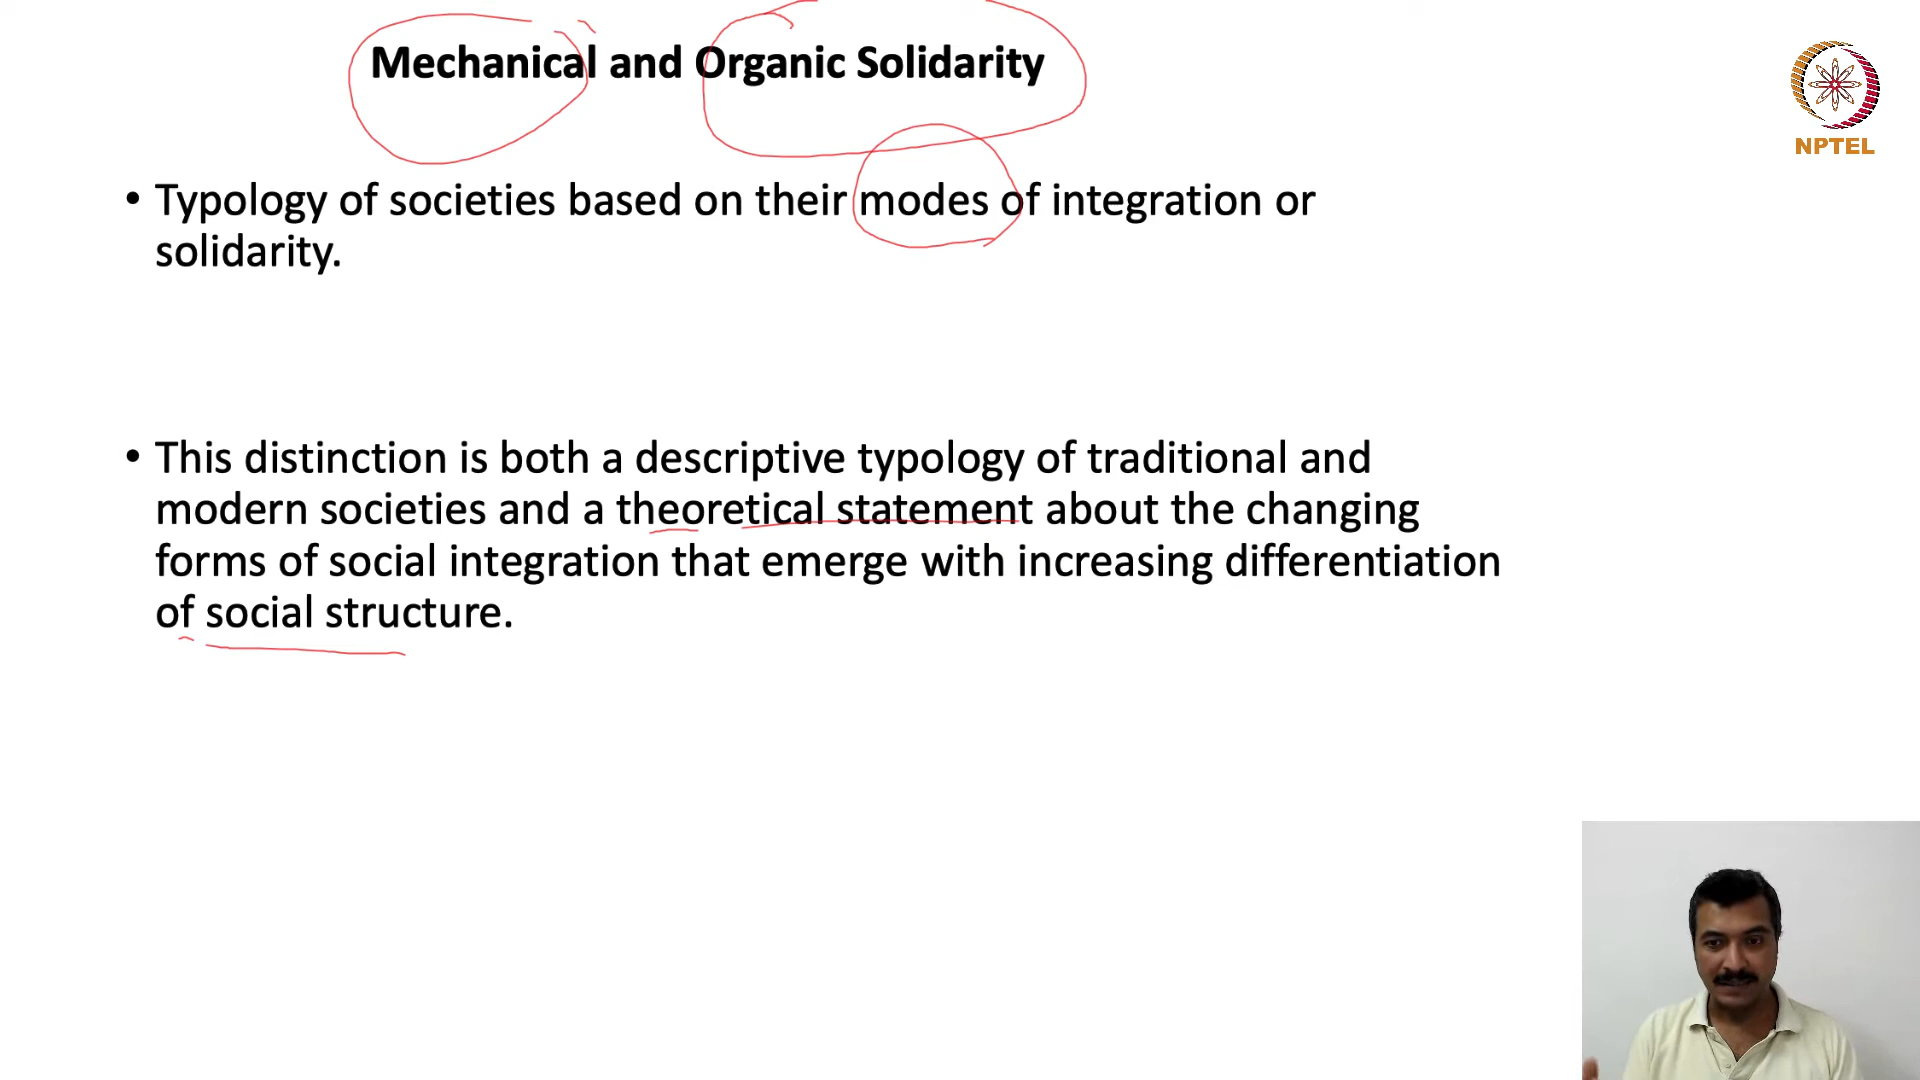 Mechanical and Organic Solidarity
NPTEL
• Typology of societies based on their modes of integration or
solidarity.
• This distinction is both a descriptive typology of traditional and
modern societies and a theoretical statement about the changing
forms of social integration that emerge with increasing differentiation
of social structure.